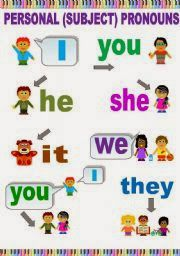 PERSONAL (SUBJECT) PRONOUNS
I
you
he
she
it
we
you
I
they